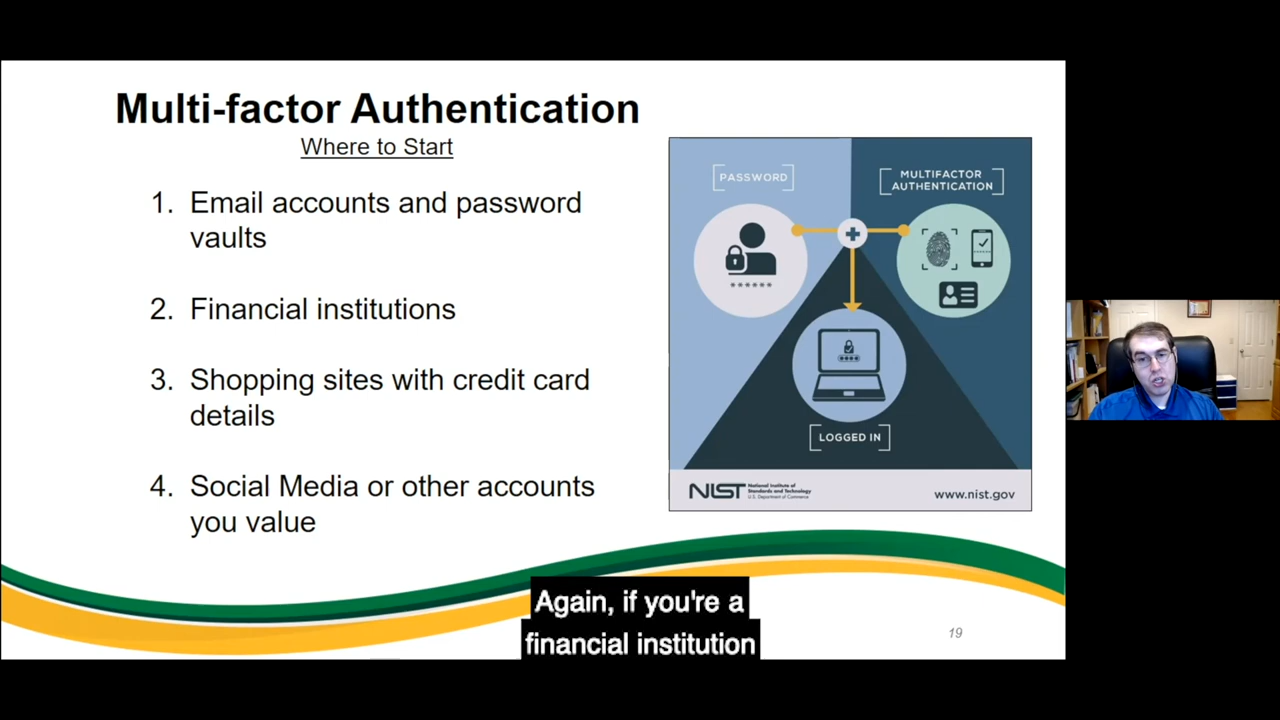 Multi-factor Authentication
Where to Start
1. Email accounts and password
vaults
2. Financial institutions
3. Shopping sites with credit card
details
4. Social Media or other accounts
you value
PASSWORD
MULTIFACTOR
AUTHENTICATION
******
LOGGED IN
NIST
National Institute of
Standards and Technology
U.S. Department of Commerce
www.nist.gov
Again, if you're a
financial institution
19